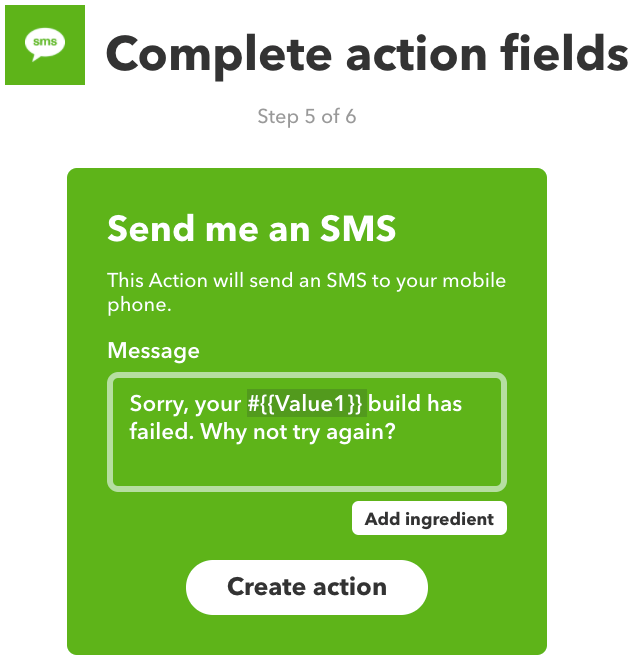 sms
Complete action fields
Step 5 of 6
Send me an SMS
This Action will send an SMS to your mobile
phone.
Message
Sorry, your #{{Value1}} build has
failed. Why not try again?
Add ingredient
Create action